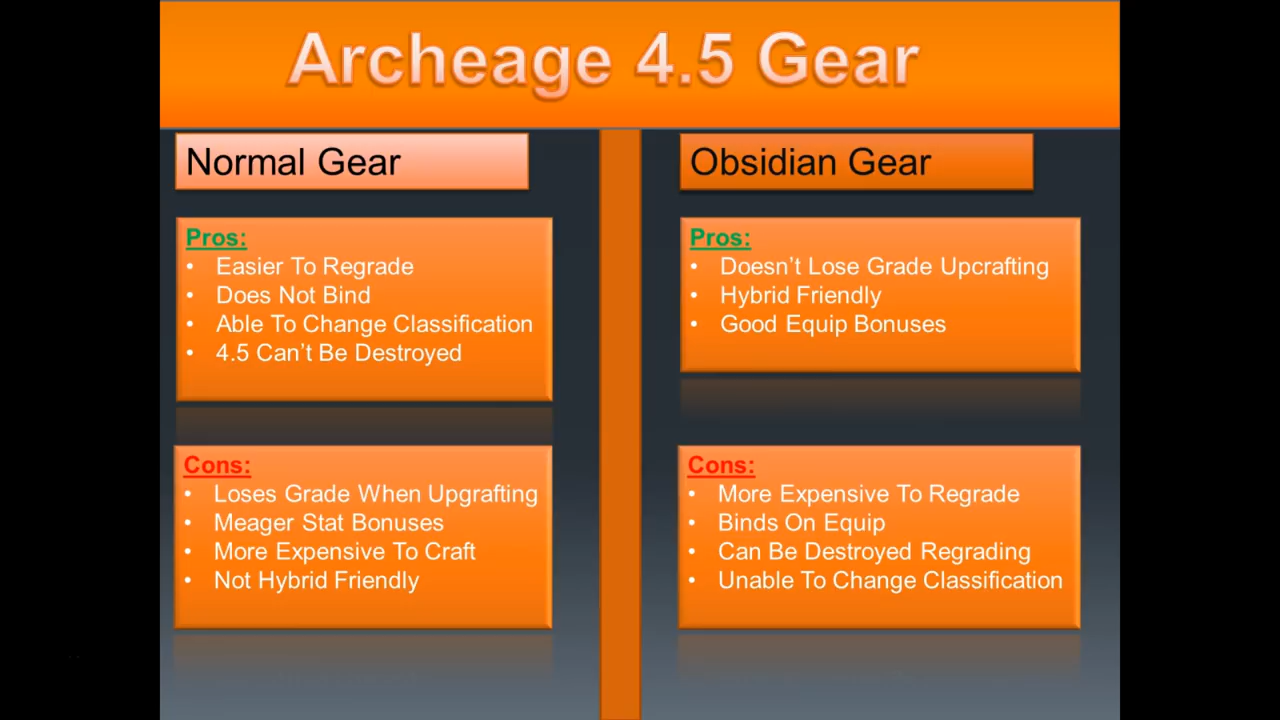 Archeage 4.5 Gear
Normal Gear
Pros:
• Easier To Regrade
• Does Not Bind
• Able To Change Classification
• 4.5 Can't Be Destroyed
Cons:
• Loses Grade When Upgrafting
• Meager Stat Bonuses
• More Expensive To Craft
• Not Hybrid Friendly
Obsidian Gear
Pros:
• Doesn't Lose Grade Upcrafting
• Hybrid Friendly
• Good Equip Bonuses
Cons:
• More Expensive To Regrade
• Binds On Equip
• Can Be Destroyed Regrading
• Unable To Change Classification